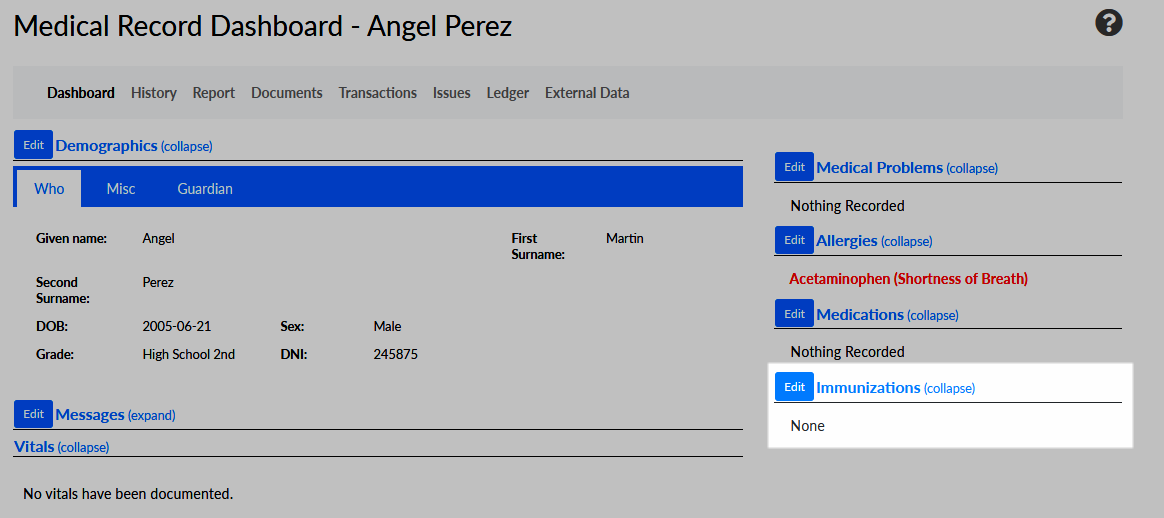 Medical Record Dashboard - Angel Perez
?
Dashboard History Report Documents Transactions Issues Ledger External Data
Edit Demographics (collapse)
Who Misc Guardian
Given name: Angel First Surname: Martin
Second Surname: Perez
DOB: 2005-06-21 Sex: Male
Grade: High School 2nd DNI: 245875
Edit Messages (expand)
Vitals (collapse)
No vitals have been documented.
Edit Medical Problems (collapse)
Nothing Recorded
Edit Allergies (collapse)
Acetaminophen (Shortness of Breath)
Edit Medications (collapse)
Nothing Recorded
Edit Immunizations (collapse)
None